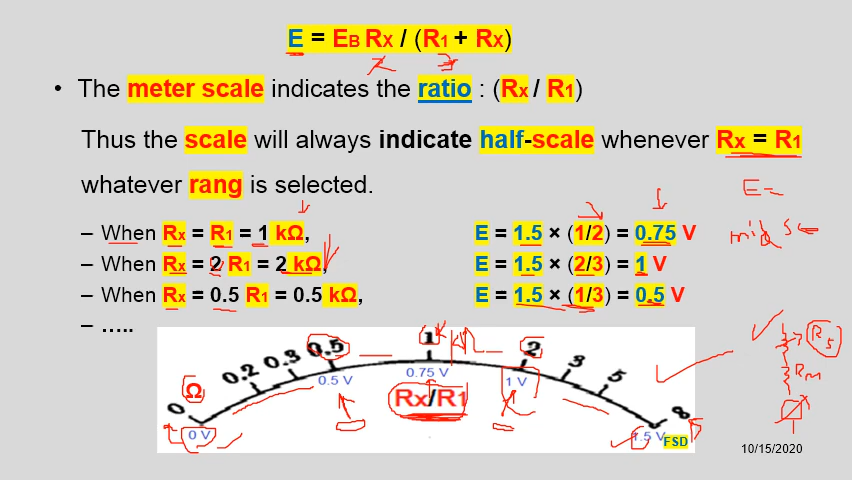 E = EB Rx / (R1 + Rx)
• The meter scale indicates the ratio : (Rx / R1)
Thus the scale will always indicate half-scale whenever Rx = R1
whatever rang is selected.
E =
mid s
– When Rx = R1 = 1 kΩ, E = 1.5 × (1/2) = 0.75 V
– When Rx = 2 R1 = 2 kΩ, E = 1.5 × (2/3) = 1 V
– When Rx = 0.5 R1 = 0.5 kΩ, E = 1.5 × (1/3) = 0.5 V
– …..
0 0.2 0.3 0.5 1 2 3 5 ∞
Ω
0 V 0.5 V 0.75 V 1 V 1.5 V FSD
Rx/R1
Rs
Rm
10/15/2020